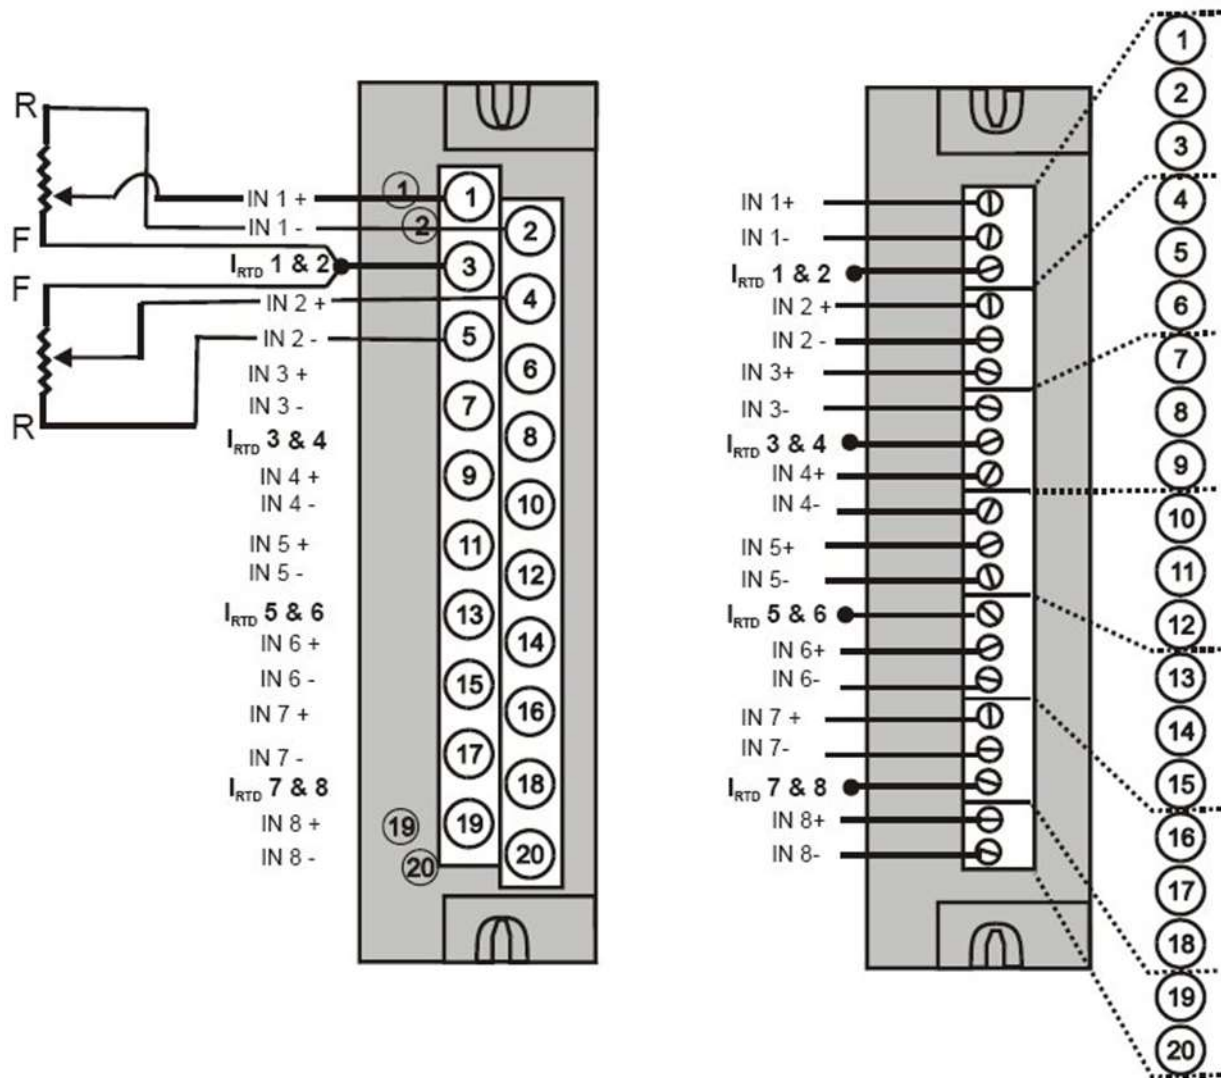 R
F
F
R
IN 1 +
IN 1 -
IRTD 1 & 2
IN 2 +
IN 2 -
IN 3 +
IN 3 -
IRTD 3 & 4
IN 4 +
IN 4 -
IN 5 +
IN 5 -
IRTD 5 & 6
IN 6 +
IN 6 -
IN 7 +
IN 7 -
IRTD 7 & 8
IN 8 +
IN 8 -
1
2
19
20
1
2
3
4
5
6
7
8
9
10
11
12
13
14
15
16
17
18
19
20
IN 1+
IN 1-
IRTD 1 & 2
IN 2 +
IN 2 -
IN 3+
IN 3-
IRTD 3 & 4
IN 4+
IN 4-
IN 5+
IN 5-
IRTD 5 & 6
IN 6+
IN 6-
IN 7 +
IN 7-
IRTD 7 & 8
IN 8+
IN 8-
1
2
3
4
5
6
7
8
9
10
11
12
13
14
15
16
17
18
19
20